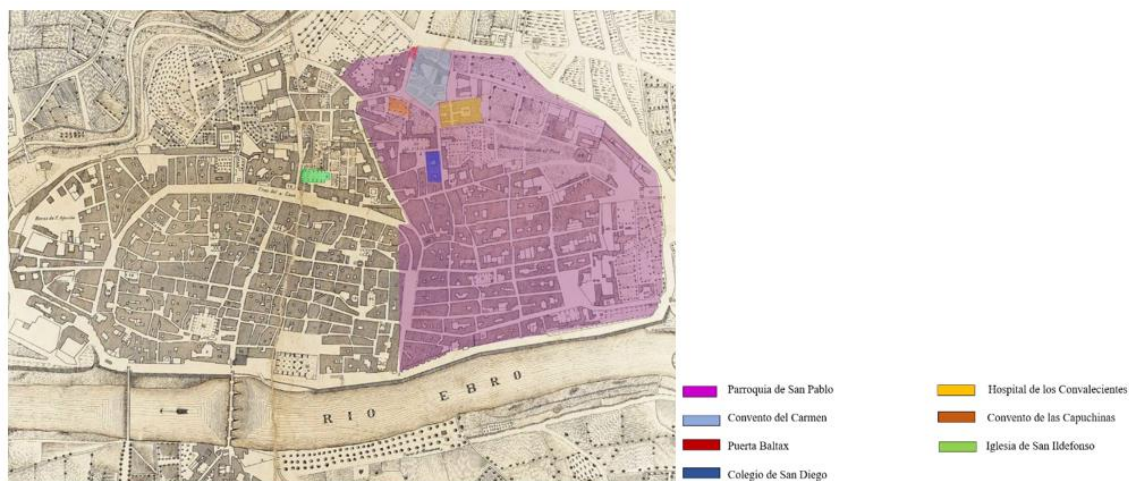 RIO EBRO
Parroquia de San Pablo
Convento del Carmen
Puerta Baltax
Colegio de San Diego
Hospital de los Convalecientes
Convento de las Capuchinas
Iglesia de San Ildefonso